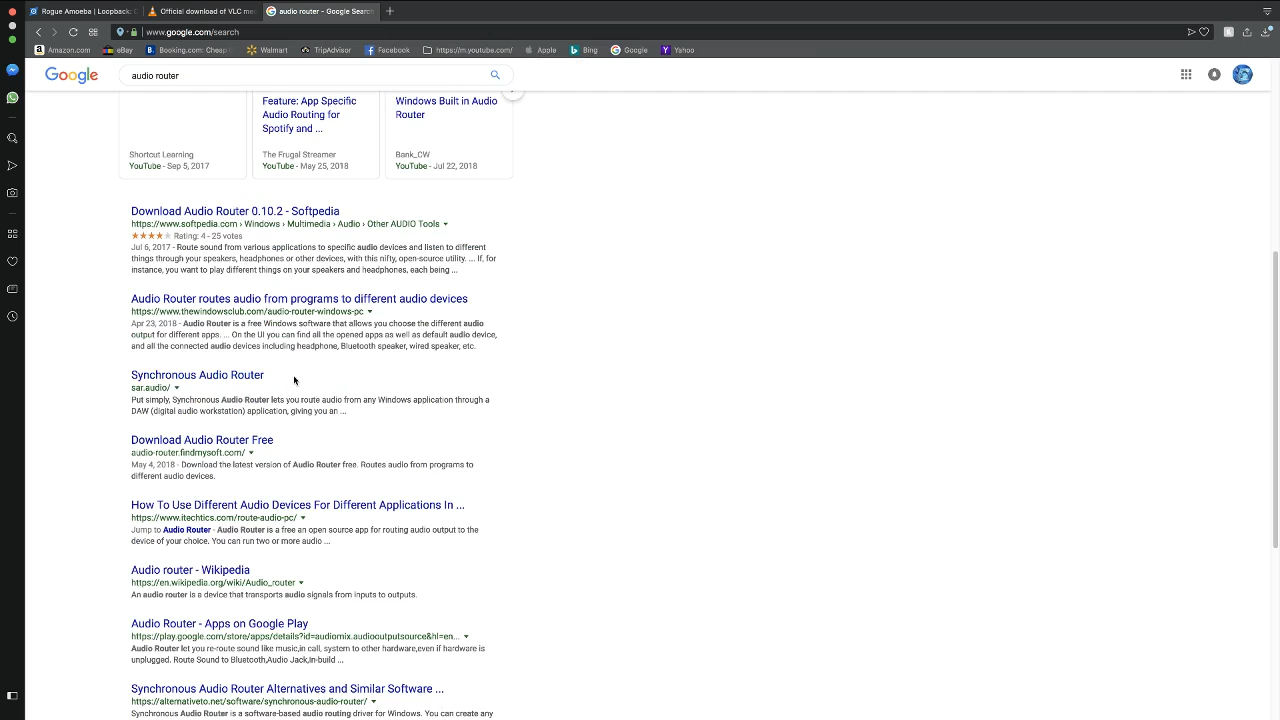 Rogue Amoeba | Loopback: C
Official download of VLC me
audio router - Google Search
www.google.com/search
Amazon.com
eBay
Booking.com: Cheap
Walmart
TripAdvisor
Facebook
https://m.youtube.com/
Apple
Bing
Google
Yahoo
Google
audio router
Feature: App Specific
Audio Routing for
Spotify and ...
Windows Built in Audio
Router
Shortcut Learning
YouTube - Sep 5, 2017
The Frugal Streamer
YouTube - May 25, 2018
Bank_CW
YouTube - Jul 22, 2018
Download Audio Router 0.10.2 - Softpedia
https://www.softpedia.com › Windows › Multimedia › Audio › Other AUDIO Tools
Rating: 4 - 25 votes
Jul 6, 2017 - Route sound from various applications to specific audio devices and listen to different
things through your speakers, headphones or other devices, with this nifty, open-source utility. ... If, for
instance, you want to play different things on your speakers and headphones, each being ...
Audio Router routes audio from programs to different audio devices
https://www.thewindowsclub.com/audio-router-windows-pc
Apr 23, 2018 - Audio Router is a free Windows software that allows you choose the different audio
output for different apps. ... On the UI you can find all the opened apps as well as default audio device,
and all the connected audio devices including headphone, Bluetooth speaker, wired speaker, etc.
Synchronous Audio Router
sar.audio/
Put simply, Synchronous Audio Router lets you route audio from any Windows application through a
DAW (digital audio workstation) application, giving you an ...
Download Audio Router Free
audio-router.findmysoft.com/
May 4, 2018 - Download the latest version of Audio Router free. Routes audio from programs to
different audio devices.
How To Use Different Audio Devices For Different Applications In ...
https://www.itechtics.com/route-audio-pc/
Jump to Audio Router - Audio Router is a free an open source app for routing audio output to the
device of your choice. You can run two or more audio ...
Audio router - Wikipedia
https://en.wikipedia.org/wiki/Audio_router
An audio router is a device that transports audio signals from inputs to outputs.
Audio Router - Apps on Google Play
https://play.google.com/store/apps/details?id=audiomix.audiooutputsource&hl=en...
Audio Router let you re-route sound like music,in call, system to other hardware,even if hardware is
unplugged. Route Sound to Bluetooth,Audio Jack,in-build ...
Synchronous Audio Router Alternatives and Similar Software ...
https://alternativeto.net/software/synchronous-audio-router/
Synchronous Audio Router is a software-based audio routing driver for Windows. You can create any